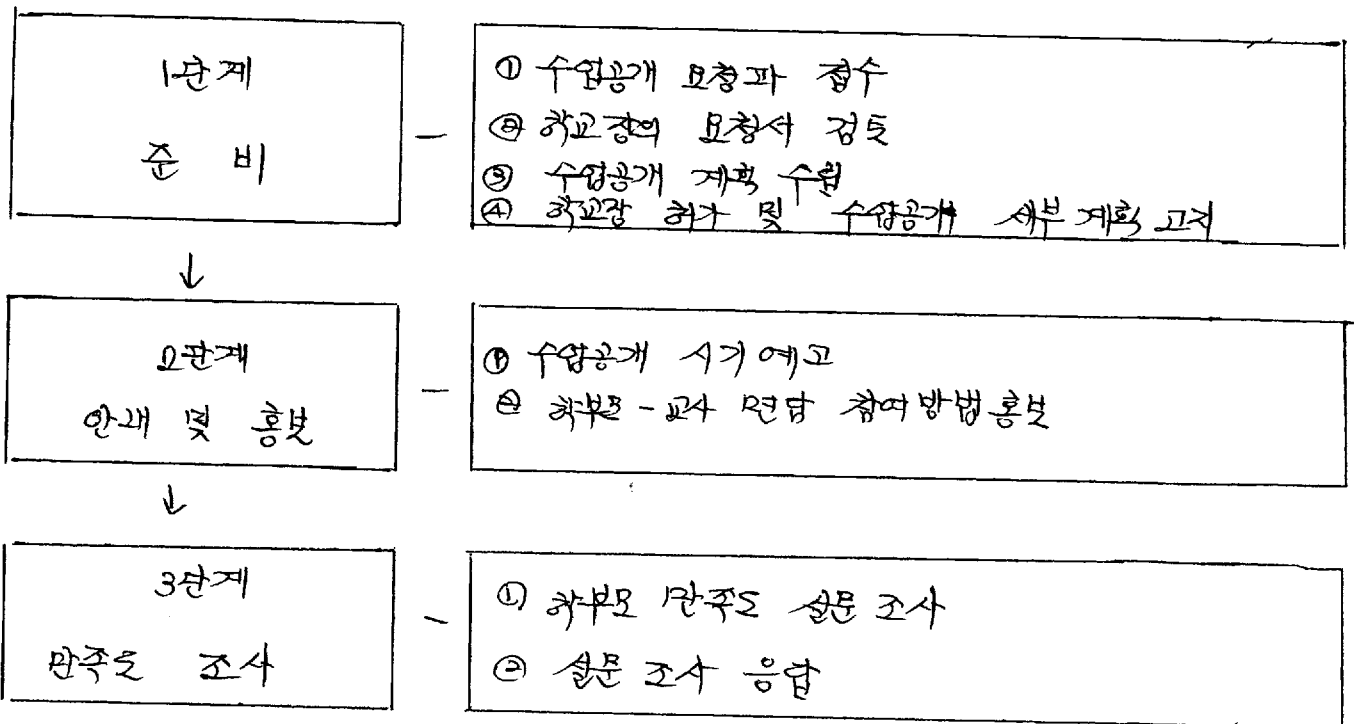 1단계
준 비
① 수업공개 요청파 접수
② 학교장의 요청서 검토
③ 수업공개 계획 수립
④ 학교장 허가 및 수업공개 세부 계획 고지
↓
2판계
안내 및 홍보
① 수업공개 시기 예고
② 학부모 - 교사 면담 참여 방법 홍보
↓
3단계
만족도 조사
① 학부모 만족도 설문 조사
② 설문 조사 응답